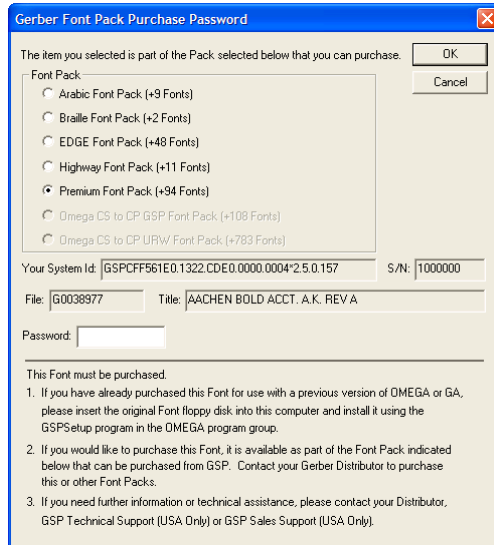 Gerber Font Pack Purchase Password
The item you selected is part of the Pack selected below that you can purchase.
OK
Cancel
Font Pack
Arabic Font Pack (+9 Fonts)
Braille Font Pack (+2 Fonts)
EDGE Font Pack (+48 Fonts)
Highway Font Pack (+11 Fonts)
Premium Font Pack (+94 Fonts)
Omega CS to CP GSP Font Pack (+108 Fonts)
Omega CS to CP URW Font Pack (+783 Fonts)
Your System Id: GSPCFF561E0.1322.CDE0.0000.0004*2.5.0.157 S/N: 1000000
File: G0038977 Title: AACHEN BOLD ACCT. A.K. REV A
Password:
This Font must be purchased.
1. If you have already purchased this Font for use with a previous version of OMEGA or GA,
please insert the original Font floppy disk into this computer and install it using the
GSPSetup program in the OMEGA program group.
2. If you would like to purchase this Font, it is available as part of the Font Pack indicated
below that can be purchased from GSP. Contact your Gerber Distributor to purchase
this or other Font Packs.
3. If you need further information or technical assistance, please contact your Distributor,
GSP Technical Support (USA Only) or GSP Sales Support (USA Only).